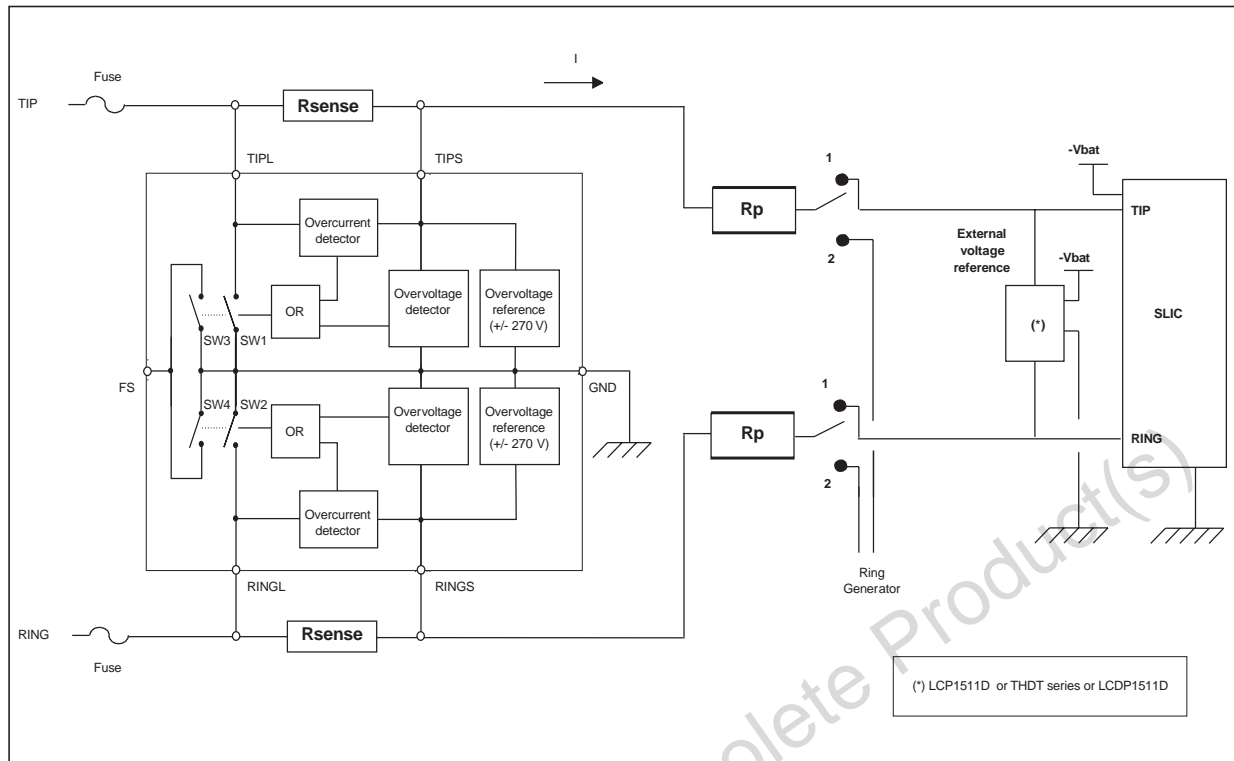 I
Fuse
TIP
Rsense
TIPL
TIPS
1
-Vbat
Rp
TIP
Overcurrent
detector
External
voltage
reference
2
-Vbat
OR
Overvoltage
detector
Overvoltage
reference
(+/- 270 V)
(*)
SLIC
SW3
SW1
FS
GND
SW4
SW2
1
OR
Overvoltage
detector
Overvoltage
reference
(+/- 270 V)
Rp
RING
2
Overcurrent
detector
RINGL
RINGS
Ring
Generator
RING
Rsense
Fuse
(*) LCP1511D or THDT series or LCDP1511D
olete Product(s)